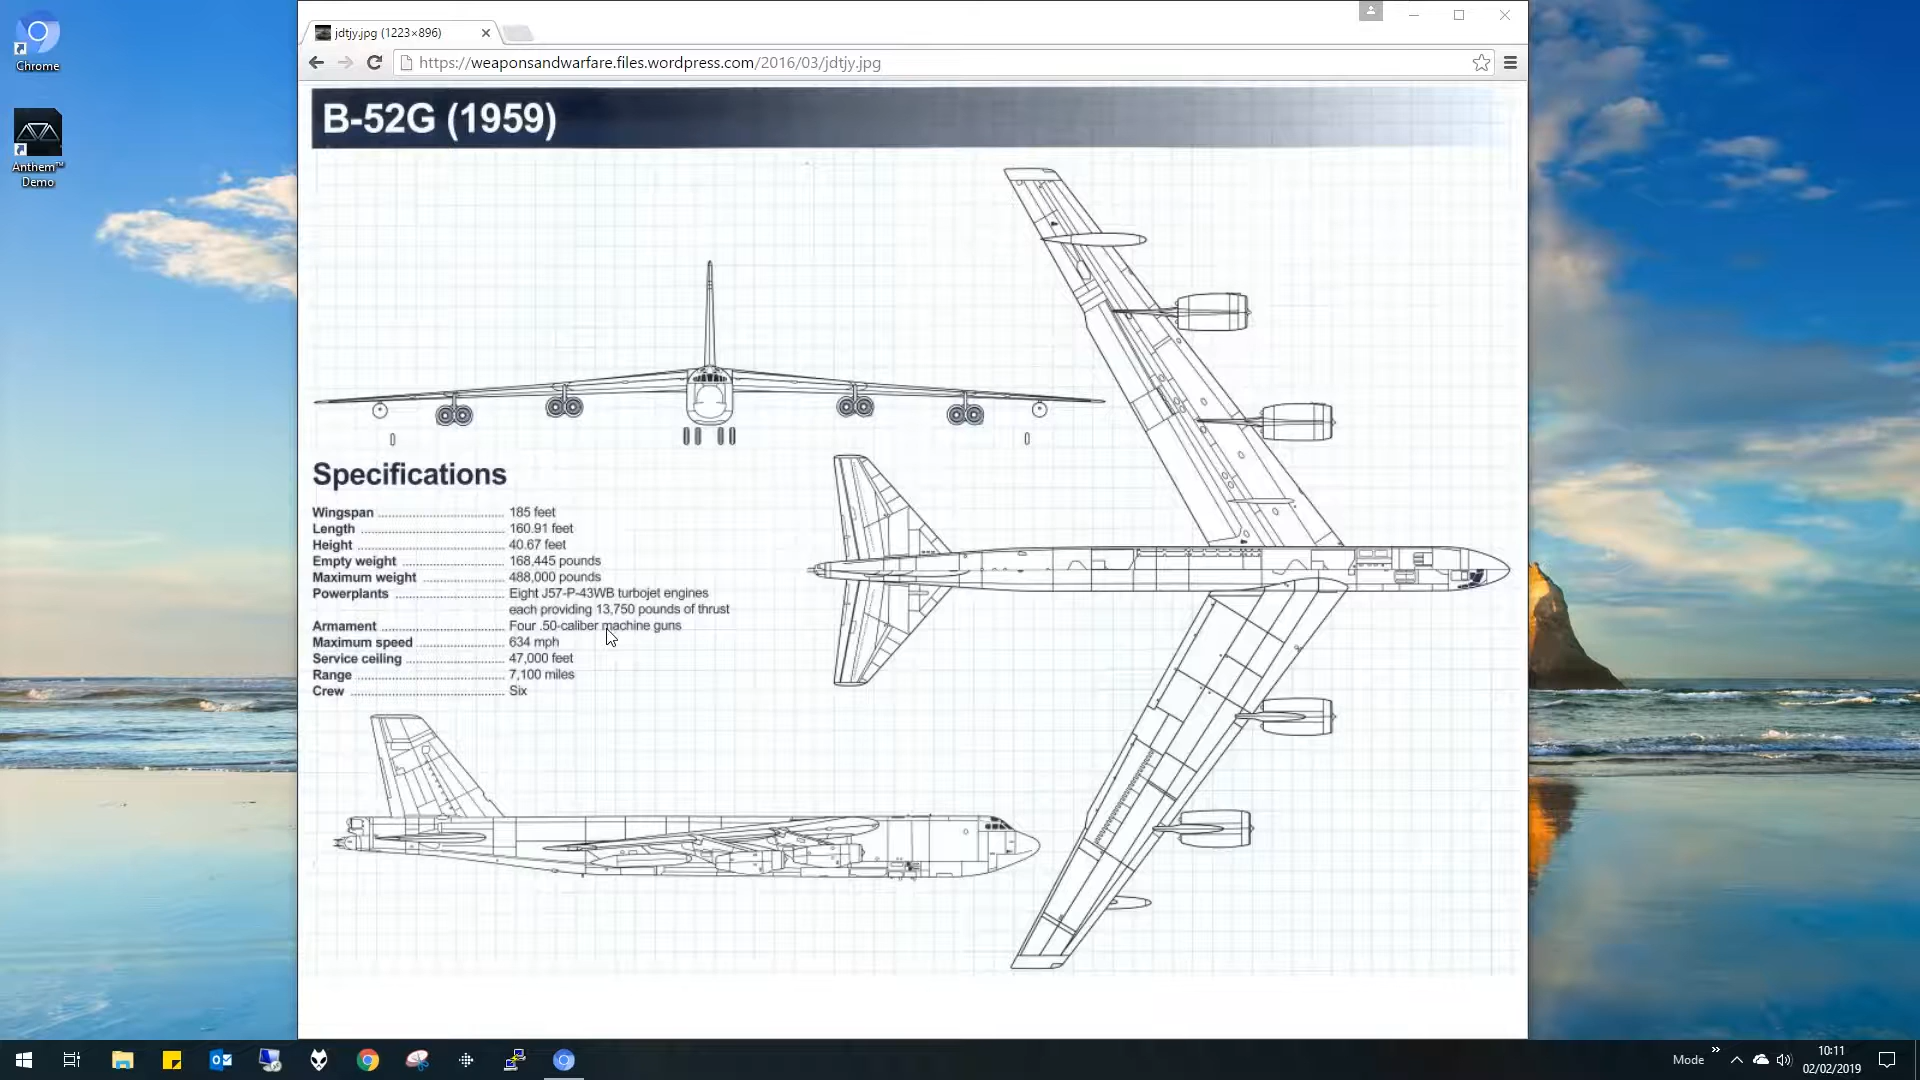 Chrome
Anthem™
Demo
jdtjy.jpg (1223×896)
https://weaponsandwarfare.files.wordpress.com/2016/03/jdtjy.jpg
B-52G (1959)
Specifications
Wingspan 185 feet
Length 160.91 feet
Height 40.67 feet
Empty weight 168,445 pounds
Maximum weight 488,000 pounds
Powerplants Eight J57-P-43WB turbojet engines
each providing 13,750 pounds of thrust
Armament Four .50-caliber machine guns
Maximum speed 634 mph
Service ceiling 47,000 feet
Range 7,100 miles
Crew Six
Mode
10:11
02/02/2019